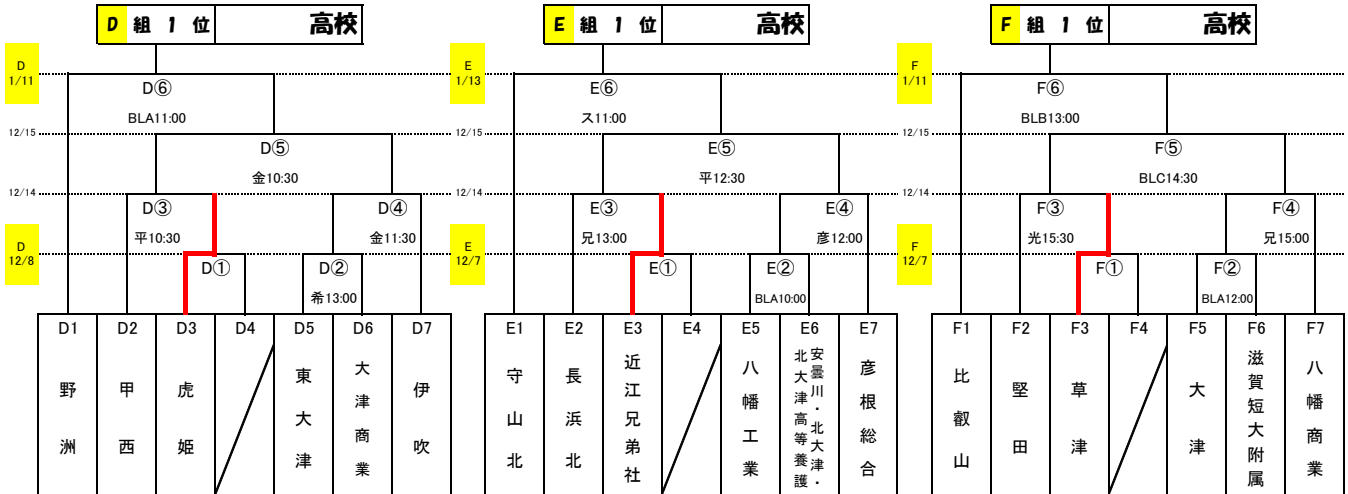 D 組 1 位 高校
D
1/11
D⑥
BLA11:00
12/15
D⑤
金10:30
12/14
D③
平10:30
D④
金11:30
D
12/8
D①
D②
希13:00
D1 D2 D3 D4 D5 D6 D7
野洲
甲西
虎姫
東大津
大津商業
伊吹
E 組 1 位 高校
E
1/13
E⑥
ス11:00
12/15
E⑤
平12:30
12/14
E③
兄13:00
E④
彦12:00
E
12/7
E①
E②
BLA10:00
E1 E2 E3 E4 E5 E6 E7
守山北
長浜北
近江兄弟社
八幡工業
安曇川・北大津・
北大津高等養護
彦根総合
F 組 1 位 高校
F
1/11
F⑥
BLB13:00
12/15
F⑤
BLC14:30
12/14
F③
光15:30
F④
兄15:00
F
12/7
F①
F②
BLA12:00
F1 F2 F3 F4 F5 F6 F7
比叡山
堅田
草津
大津
滋賀短大附属
八幡商業